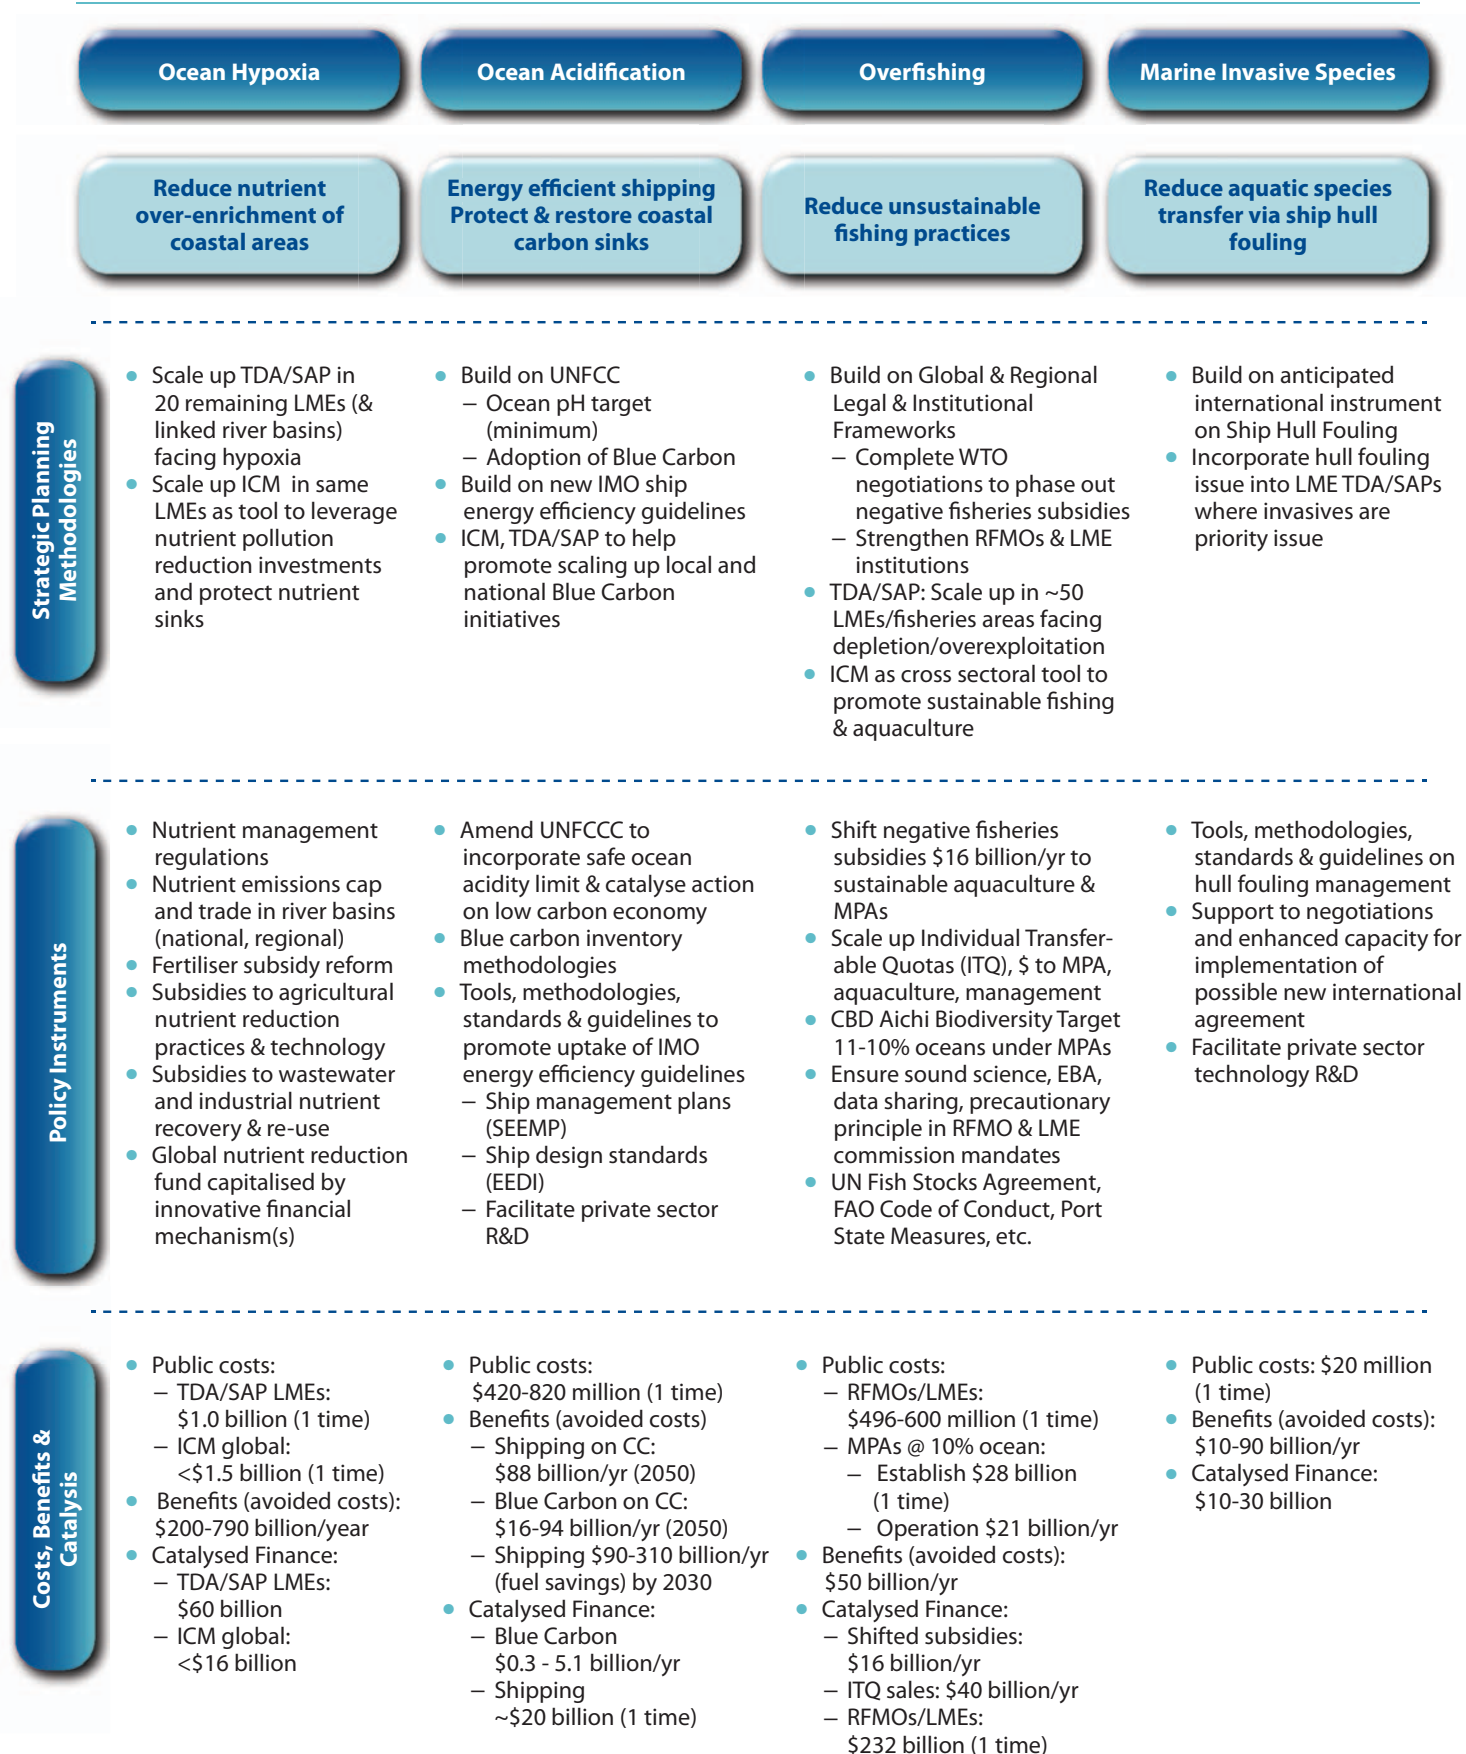 Ocean Hypoxia
Ocean Acidification
Overfishing
Marine Invasive Species
Reduce nutrient
over-enrichment of
coastal areas
Energy efficient shipping
Protect & restore coastal
carbon sinks
Reduce unsustainable
fishing practices
Reduce aquatic species
transfer via ship hull
fouling
Strategic Planning
Methodologies
• Scale up TDA/SAP in
20 remaining LMEs (&
linked river basins)
facing hypoxia
• Scale up ICM in same
LMEs as tool to leverage
nutrient pollution
reduction investments
and protect nutrient
sinks
• Build on UNFCC
– Ocean pH target
(minimum)
– Adoption of Blue Carbon
• Build on new IMO ship
energy efficiency guidelines
• ICM, TDA/SAP to help
promote scaling up local and
national Blue Carbon
initiatives
• Build on Global & Regional
Legal & Institutional
Frameworks
– Complete WTO
negotiations to phase out
negative fisheries subsidies
– Strengthen RFMOs & LME
institutions
• TDA/SAP: Scale up in ~50
LMEs/fisheries areas facing
depletion/overexploitation
• ICM as cross sectoral tool to
promote sustainable fishing
& aquaculture
• Build on anticipated
international instrument
on Ship Hull Fouling
• Incorporate hull fouling
issue into LME TDA/SAPs
where invasives are
priority issue
Policy Instruments
• Nutrient management
regulations
• Nutrient emissions cap
and trade in river basins
(national, regional)
• Fertiliser subsidy reform
• Subsidies to agricultural
nutrient reduction
practices & technology
• Subsidies to wastewater
and industrial nutrient
recovery & re-use
• Global nutrient reduction
fund capitalised by
innovative financial
mechanism(s)
• Amend UNFCCC to
incorporate safe ocean
acidity limit & catalyse action
on low carbon economy
• Blue carbon inventory
methodologies
• Tools, methodologies,
standards & guidelines to
promote uptake of IMO
energy efficiency guidelines
– Ship management plans
(SEEMP)
– Ship design standards
(EEDI)
– Facilitate private sector
R&D
• Shift negative fisheries
subsidies $16 billion/yr to
sustainable aquaculture &
MPAs
• Scale up Individual Transfer-
able Quotas (ITQ), $ to MPA,
aquaculture, management
• CBD Aichi Biodiversity Target
11-10% oceans under MPAs
• Ensure sound science, EBA,
data sharing, precautionary
principle in RFMO & LME
commission mandates
• UN Fish Stocks Agreement,
FAO Code of Conduct, Port
State Measures, etc.
• Tools, methodologies,
standards & guidelines on
hull fouling management
• Support to negotiations
and enhanced capacity for
implementation of
possible new international
agreement
• Facilitate private sector
technology R&D
Costs, Benefits &
Catalysis
• Public costs:
– TDA/SAP LMEs:
$1.0 billion (1 time)
– ICM global:
<$1.5 billion (1 time)
• Benefits (avoided costs):
$200-790 billion/year
• Catalysed Finance:
– TDA/SAP LMEs:
$60 billion
– ICM global:
<$16 billion
• Public costs:
$420-820 million (1 time)
• Benefits (avoided costs)
– Shipping on CC:
$88 billion/yr (2050)
– Blue Carbon on CC:
$16-94 billion/yr (2050)
– Shipping $90-310 billion/yr
(fuel savings) by 2030
• Catalysed Finance:
– Blue Carbon
$0.3 - 5.1 billion/yr
– Shipping
~$20 billion (1 time)
• Public costs:
– RFMOs/LMEs:
$496-600 million (1 time)
– MPAs @ 10% ocean:
– Establish $28 billion
(1 time)
– Operation $21 billion/yr
• Benefits (avoided costs):
$50 billion/yr
• Catalysed Finance:
– Shifted subsidies:
$16 billion/yr
– ITQ sales: $40 billion/yr
– RFMOs/LMEs:
$232 billion (1 time)
• Public costs: $20 million
(1 time)
• Benefits (avoided costs):
$10-90 billion/yr
• Catalysed Finance:
$10-30 billion